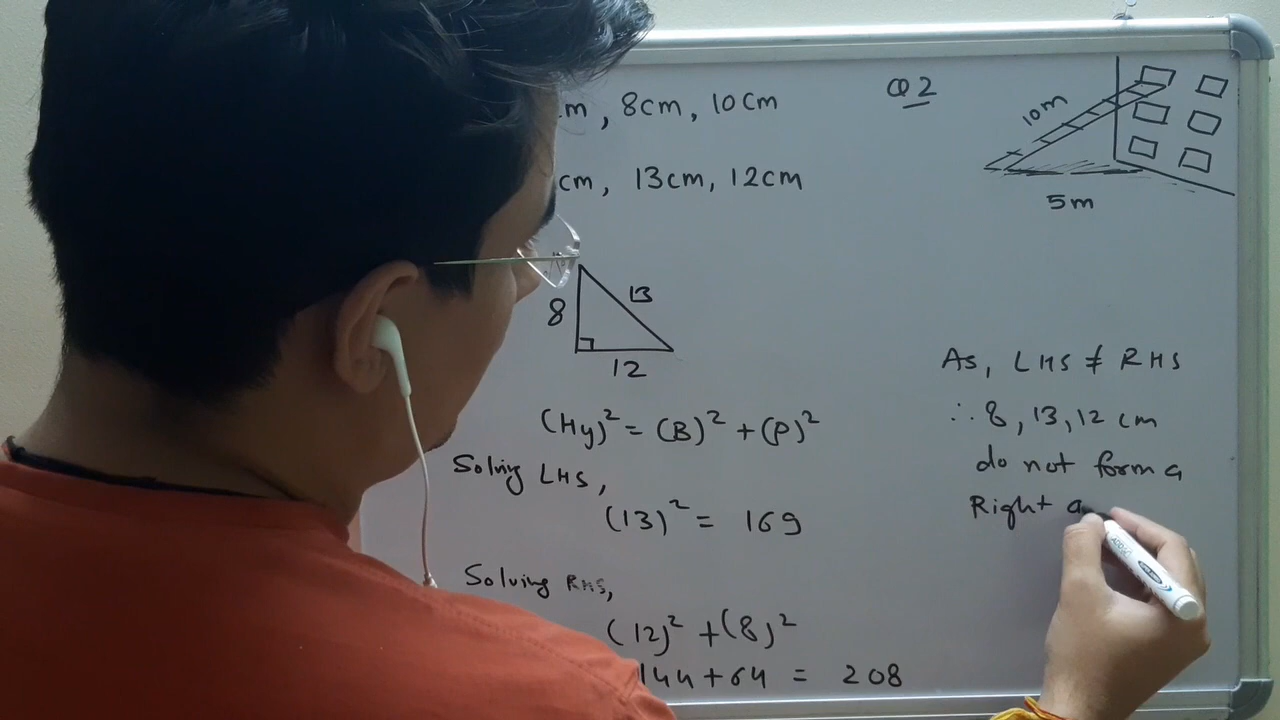 m, 8cm, 10cm
cm, 13cm, 12cm
8
13
12
(Hy)² = (B)² + (P)²
Solving LHS,
(13)² = 169
Solving RHS,
(12)² + (8)²
144 + 64 = 208
Q2
10m
5m
As, LHS ≠ RHS
∴ 8, 13, 12 cm
do not form a
Right a